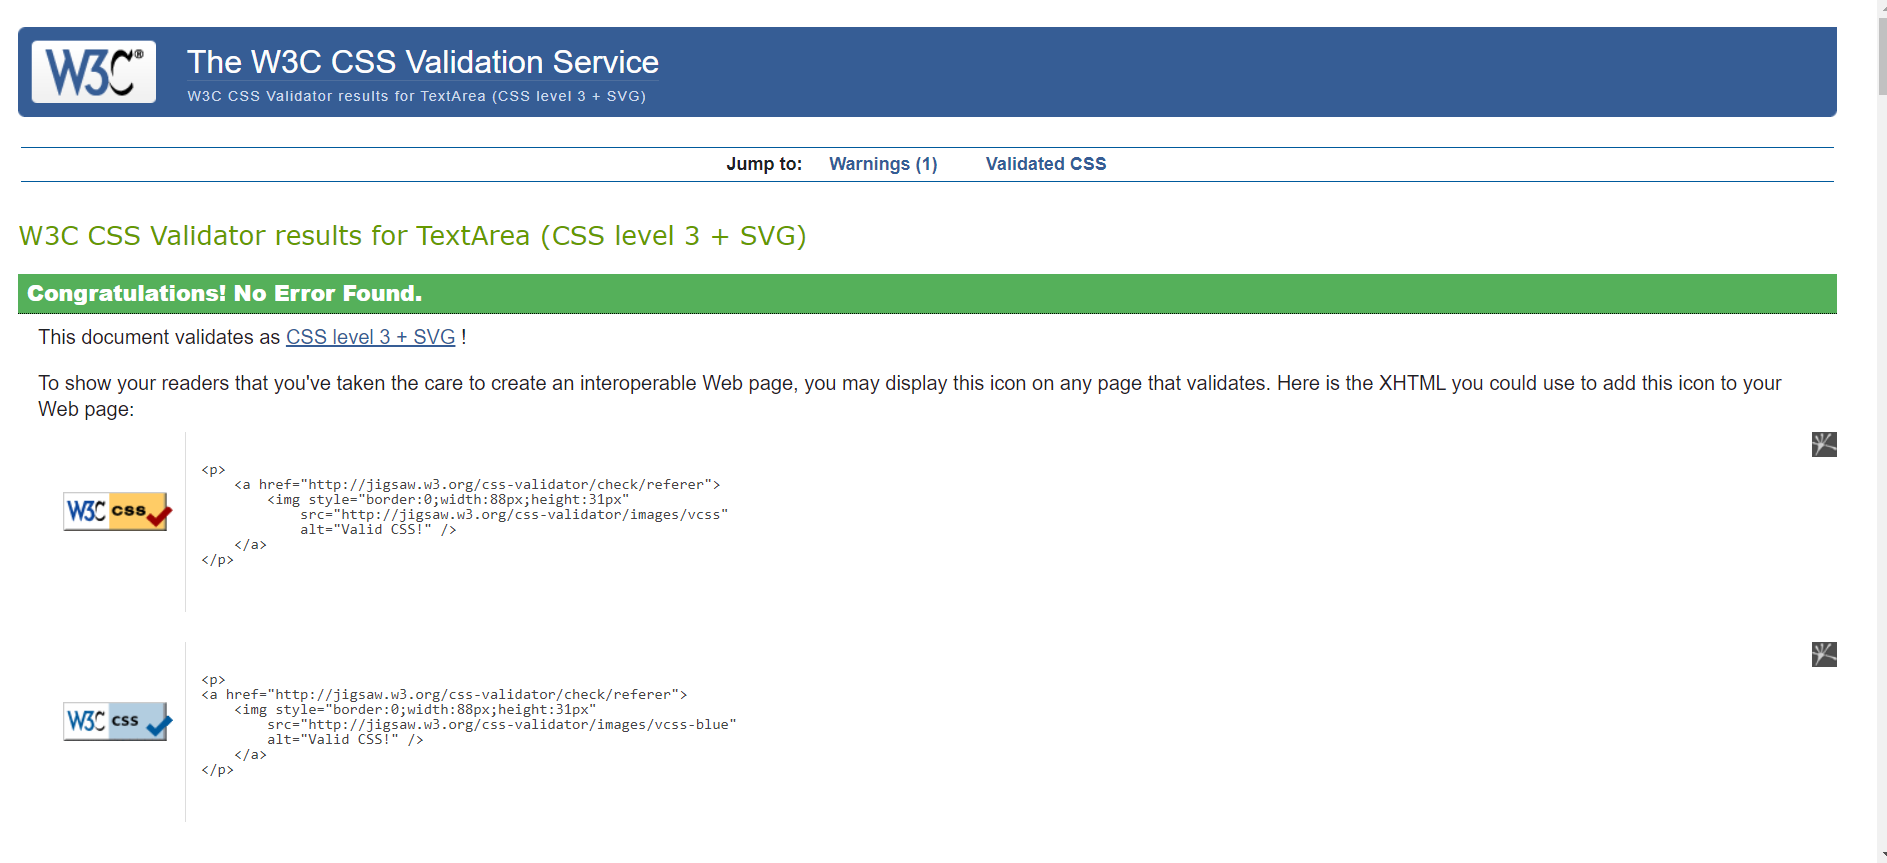 W3C®
The W3C CSS Validation Service
W3C CSS Validator results for TextArea (CSS level 3 + SVG)
Jump to: Warnings (1) Validated CSS
W3C CSS Validator results for TextArea (CSS level 3 + SVG)
Congratulations! No Error Found.
This document validates as CSS level 3 + SVG !
To show your readers that you've taken the care to create an interoperable Web page, you may display this icon on any page that validates. Here is the XHTML you could use to add this icon to your
Web page:
W3C css
<p>
    <a href="http://jigsaw.w3.org/css-validator/check/referer">
        <img style="border:0;width:88px;height:31px"
            src="http://jigsaw.w3.org/css-validator/images/vcss"
            alt="Valid CSS!" />
    </a>
</p>
W3C css
<p>
<a href="http://jigsaw.w3.org/css-validator/check/referer">
    <img style="border:0;width:88px;height:31px"
        src="http://jigsaw.w3.org/css-validator/images/vcss-blue"
        alt="Valid CSS!" />
    </a>
</p>